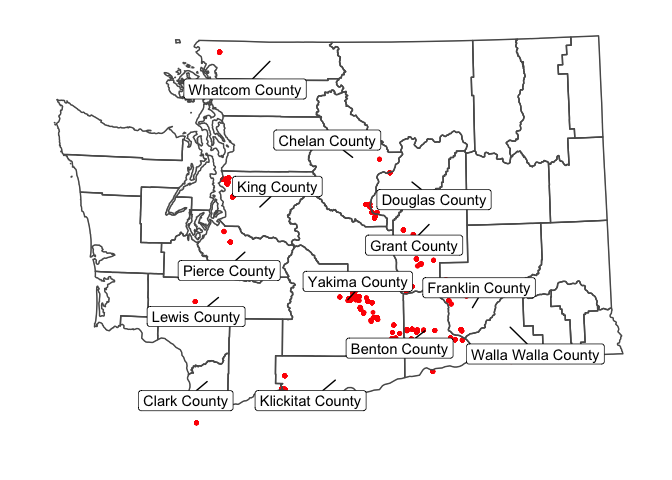 Whatcom County
Chelan County
King County
Douglas County
Grant County
Pierce County
Yakima County
Franklin County
Lewis County
Benton County
Walla Walla County
Clark County
Klickitat County